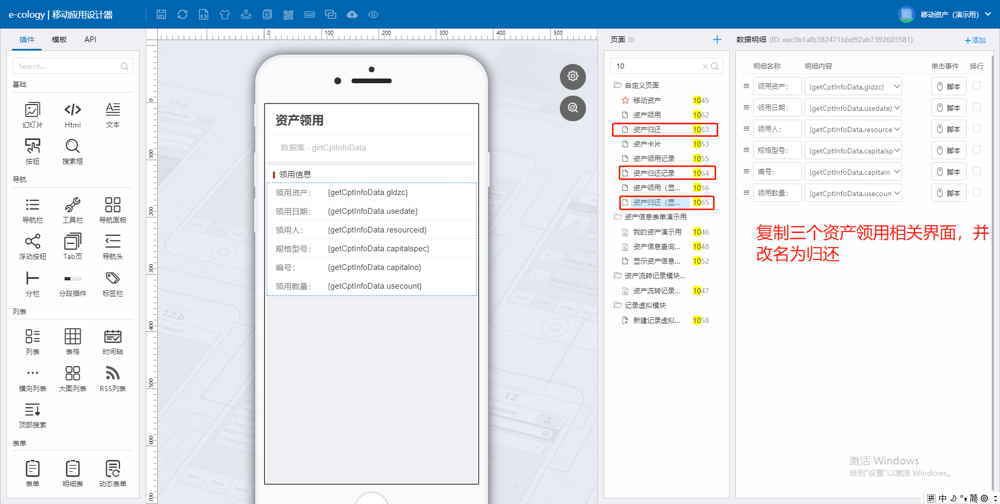 e-cology | 移动应用设计器
移动资产（演示用）
插件 模板 API
0 100 200 300 400 500
页面 ID
数据明细 (ID: eac3b1afb382471bbd92ab7392603581)
添加
Search...
基础
幻灯片 Html 文本
按钮 搜索框
导航
导航栏 工具栏 导航面板
浮动按钮 Tab页 导航头
分栏 分段插件 标签栏
列表
列表 表格 时间轴
横向列表 大图列表 RSS列表
顶部搜索
表单
表单 明细表 动态表单
0
100
200
300
400
500
600
700
资产领用
数据集 - getCptInfoData
领用信息
领用资产： {getCptInfoData.gldzc}
领用日期： {getCptInfoData.usedate}
领用人： {getCptInfoData.resourceid}
规格型号： {getCptInfoData.capitalspec}
编号： {getCptInfoData.capitalno}
领用数量： {getCptInfoData.usecount}
10
自定义页面
移动资产 1045
资产领用 1062
资产归还 1063
资产卡片 1053
资产领用记录 1055
资产归还记录 1064
资产领用（显... 1056
资产归还（显... 1065
资产信息表单演示用
我的资产演示用 1046
资产信息查询... 1048
显示资产信息... 1052
资产流转记录模块...
资产流转记录... 1047
记录虚拟模块
新建记录虚拟... 1058
明细名称 明细内容 单击事件 换行
领用资产： {getCptInfoData.gldzc} 脚本
领用日期： {getCptInfoData.usedate} 脚本
领用人： {getCptInfoData.resource 脚本
规格型号： {getCptInfoData.capitalsp 脚本
编号： {getCptInfoData.capitaln 脚本
领用数量： {getCptInfoData.usecoun 脚本
复制三个资产领用相关界面，并
改名为归还
激活 Windows
转到“设置”以激活 Windows。
拼 中 简